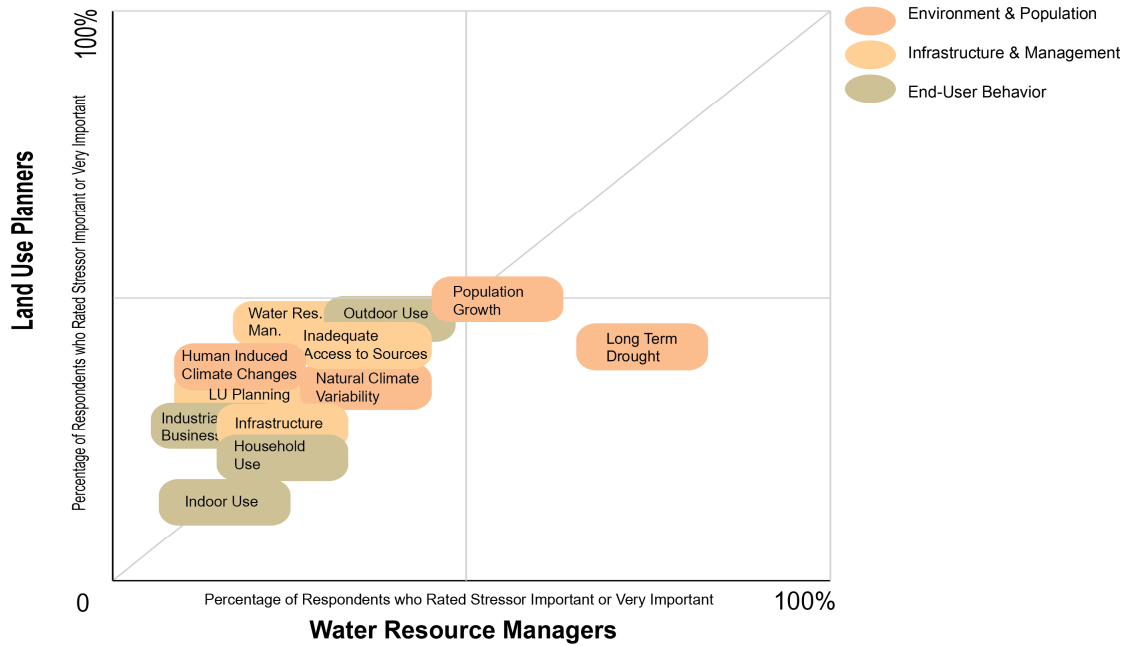 100%
Land Use Planners
Percentage of Respondents who Rated Stressor Important or Very Important
Environment & Population
Infrastructure & Management
End-User Behavior
Population
Growth
Water Res.
Man.
Outdoor Use
Inadequate
Access to Sources
Long Term
Drought
Human Induced
Climate Changes
Natural Climate
Variability
LU Planning
Industria
Business
Infrastructure
Household
Use
Indoor Use
0
Percentage of Respondents who Rated Stressor Important or Very Important
100%
Water Resource Managers